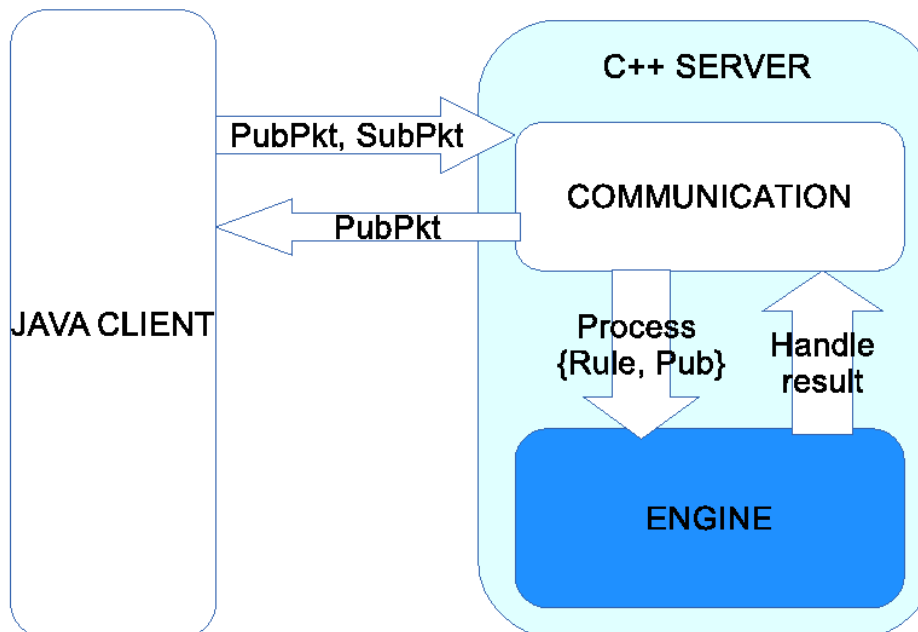 C++ SERVER
PubPkt, SubPkt
COMMUNICATION
PubPkt
JAVA CLIENT
Process
{Rule, Pub}
Handle
result
ENGINE